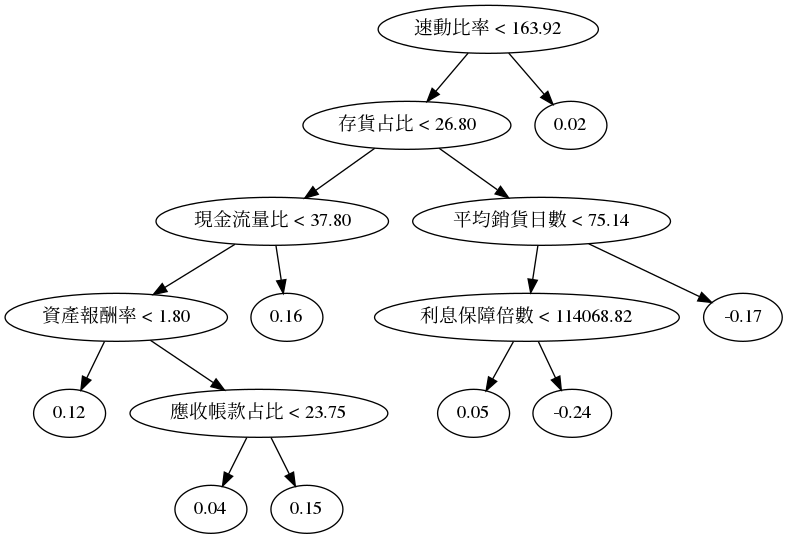 速動比率 < 163.92
存貨占比 < 26.80
0.02
現金流量比 < 37.80
平均銷貨日數 < 75.14
資產報酬率 < 1.80
0.16
利息保障倍數 < 114068.82
-0.17
0.12
應收帳款占比 < 23.75
0.05
-0.24
0.04
0.15